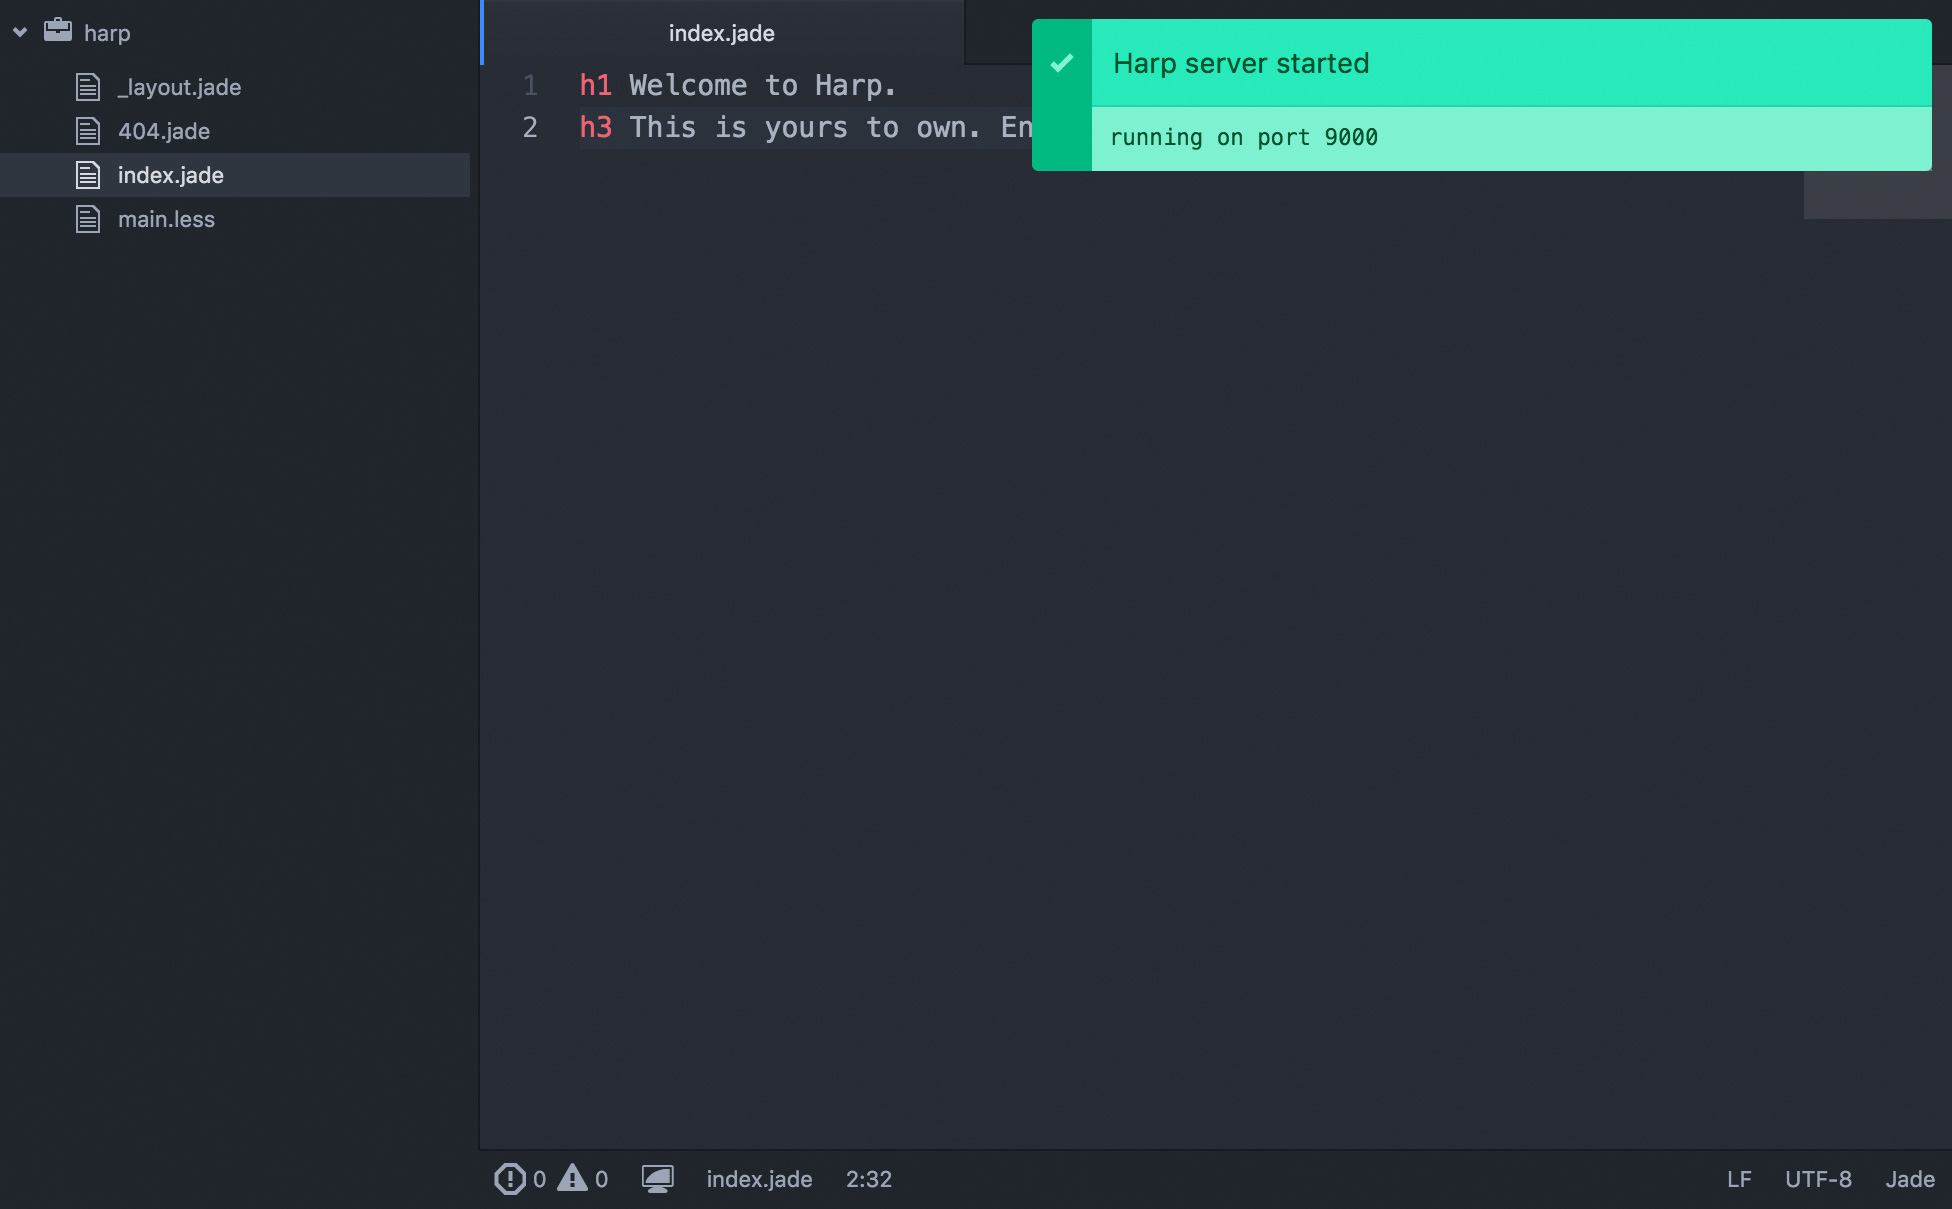 harp
_layout.jade
404.jade
index.jade
main.less
index.jade
1 h1 Welcome to Harp.
2 h3 This is yours to own. En
Harp server started
running on port 9000
0 0 index.jade 2:32 LF UTF-8 Jade